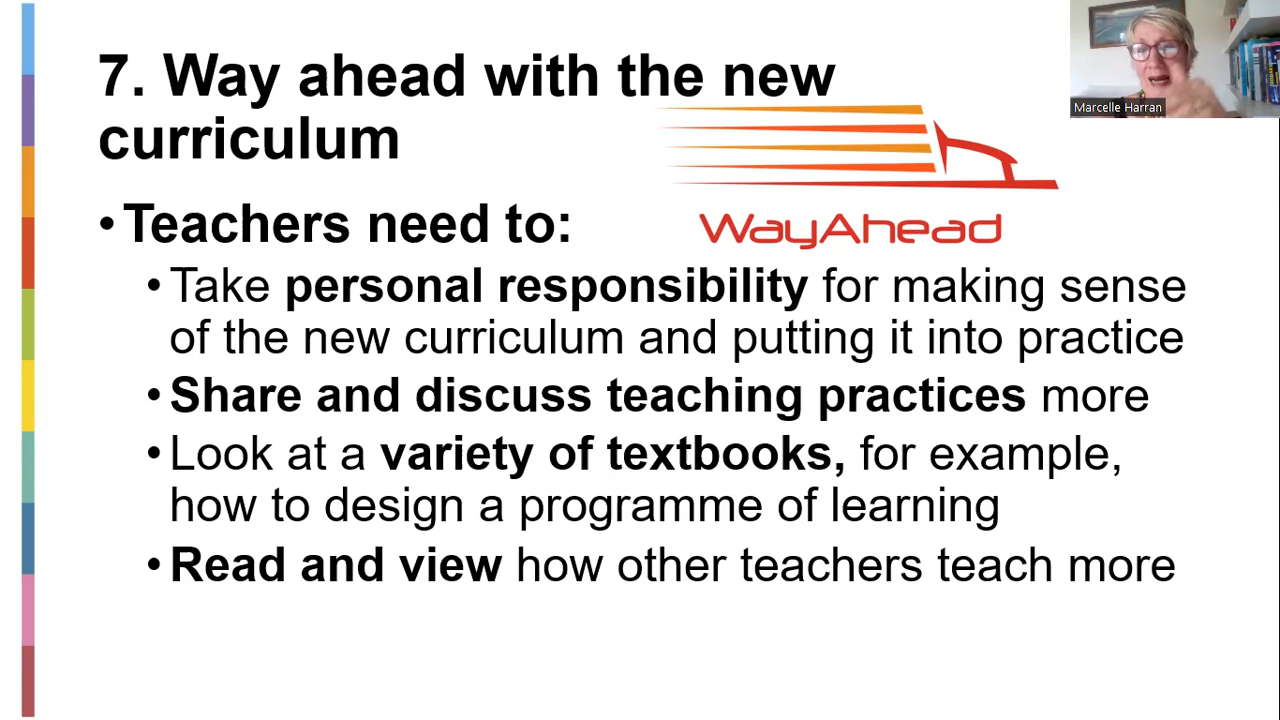 7. Way ahead with the new
curriculum
Marcelle Harran
WayAhead
• Teachers need to:
• Take personal responsibility for making sense
of the new curriculum and putting it into practice
• Share and discuss teaching practices more
• Look at a variety of textbooks, for example,
how to design a programme of learning
• Read and view how other teachers teach more